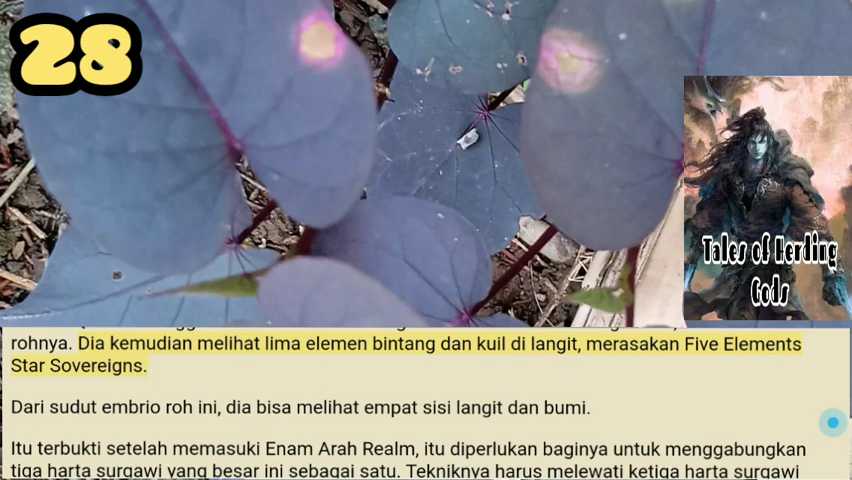 28
Tales of Herding
Gods
rohnya. Dia kemudian melihat lima elemen bintang dan kuil di langit, merasakan Five Elements
Star Sovereigns.
Dari sudut embrio roh ini, dia bisa melihat empat sisi langit dan bumi.
Itu terbukti setelah memasuki Enam Arah Realm, itu diperlukan baginya untuk menggabungkan
tiga harta surgawi yang besar ini sebagai satu. Tekniknya harus melewati ketiga harta surgawi